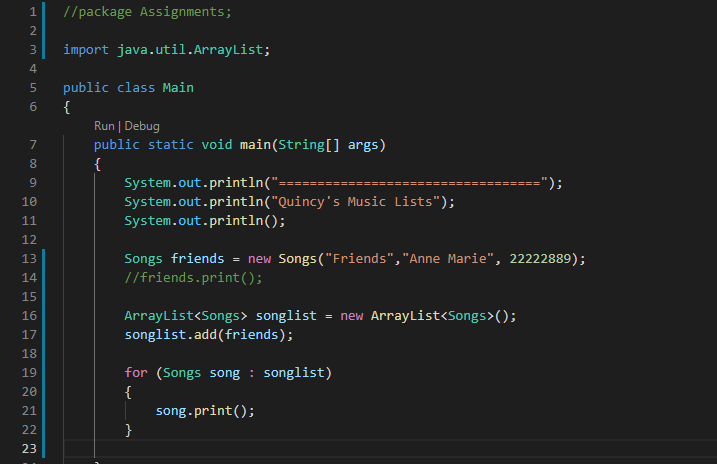 1 //package Assignments;
2
3 import java.util.ArrayList;
4
5 public class Main
6 {
Run | Debug
7 public static void main(String[] args)
8 {
9 System.out.println("==================================");
10 System.out.println("Quincy's Music Lists");
11 System.out.println();
12
13 Songs friends = new Songs("Friends","Anne Marie", 22222889);
14 //friends.print();
15
16 ArrayList<Songs> songlist = new ArrayList<Songs>();
17 songlist.add(friends);
18
19 for (Songs song : songlist)
20 {
21 song.print();
22 }
23